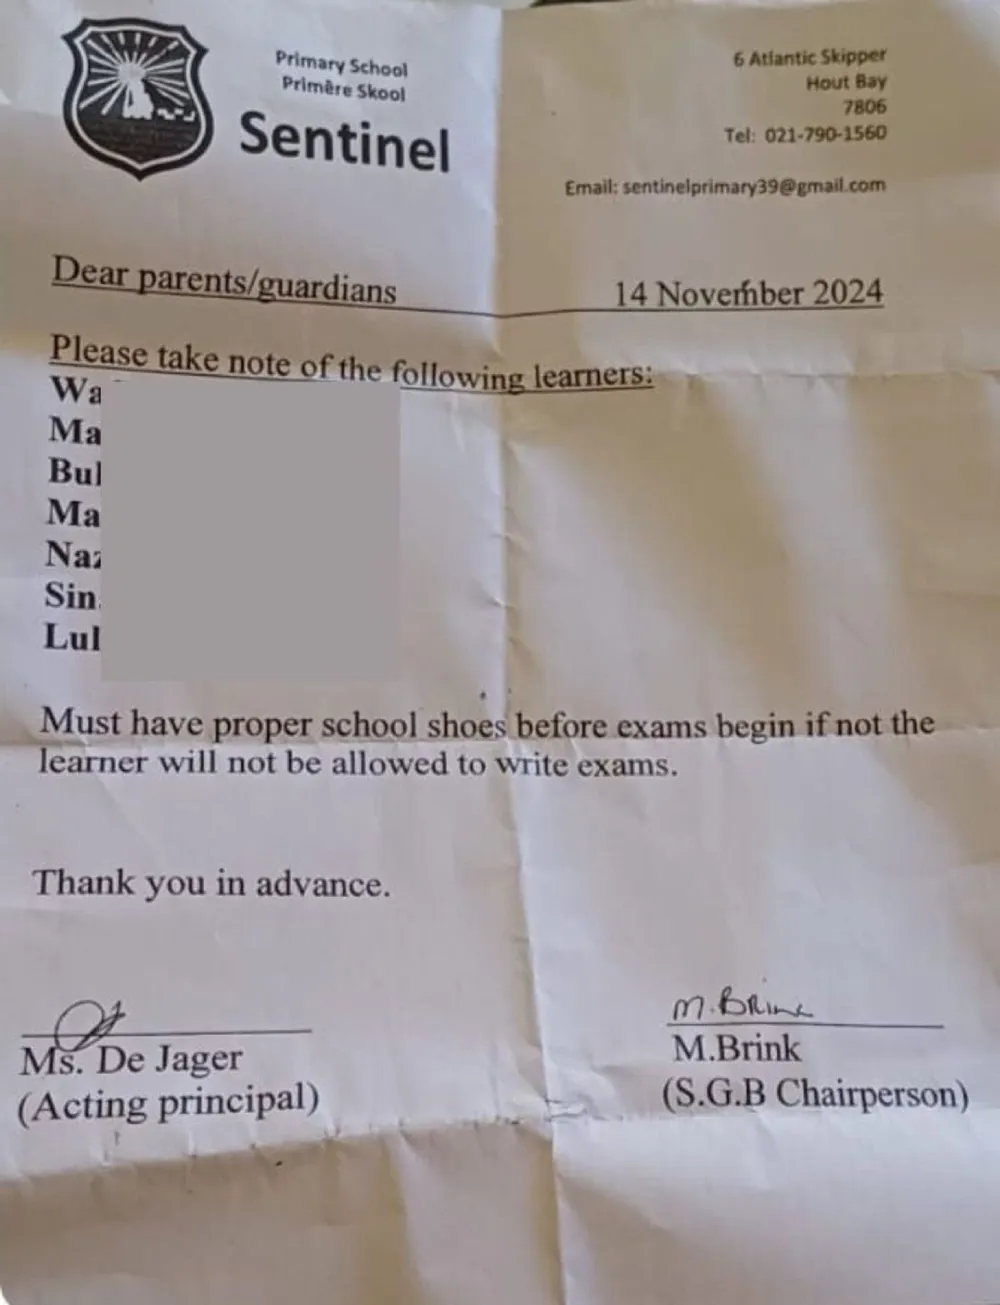 Primary School
Primêre Skool
Sentinel
6 Atlantic Skipper
Hout Bay
7806
Tel: 021-790-1560
Email: sentinelprimary39@gmail.com
Dear parents/guardians 14 November 2024
Please take note of the following learners:
Wa
Ma
Bul
Ma
Naz
Sin
Lul
Must have proper school shoes before exams begin if not the
learner will not be allowed to write exams.
Thank you in advance.
M.Brink
Ms. De Jager
(Acting principal)
M.Brink
(S.G.B Chairperson)